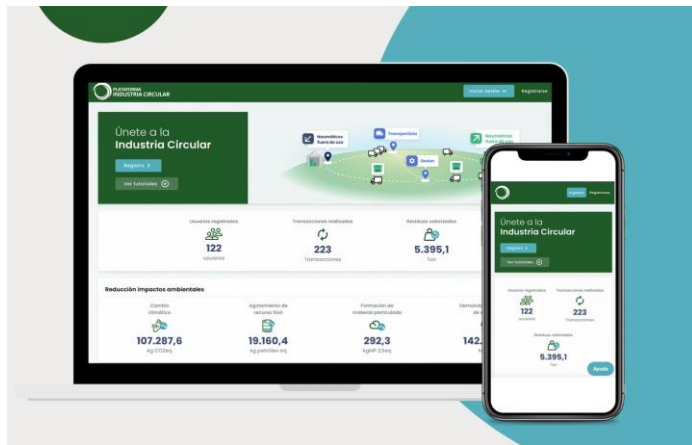 PLATAFORMA
INDUSTRIA CIRCULAR
Iniciar Sesión
Registrarse
Únete a la
Industria Circular
Registro >
Ver tutoriales
Neumáticos
fuera de uso
Transportista
Gestor
Neumáticos
fuera de uso
Usuarios registrados
122
usuarios
Transacciones realizadas
223
Transacciones
Residuos valorizados
5.395,1
Ton
Reducción impactos ambientales
Cambio
climático
107.287,6
kg CO2eq
Agotamiento de
recurso fósil
19.160,4
kg petróleo eq
Formación de
material particulado
292,3
kgMP 2,5eq
142.
Ingresar
Registrarse
Únete a la
Industria Circular
Registro >
Ver tutoriales
Usuarios registrados
122
usuarios
Transacciones realizadas
223
Transacciones
Residuos valorizados
5.395,1
Ton
Ayuda